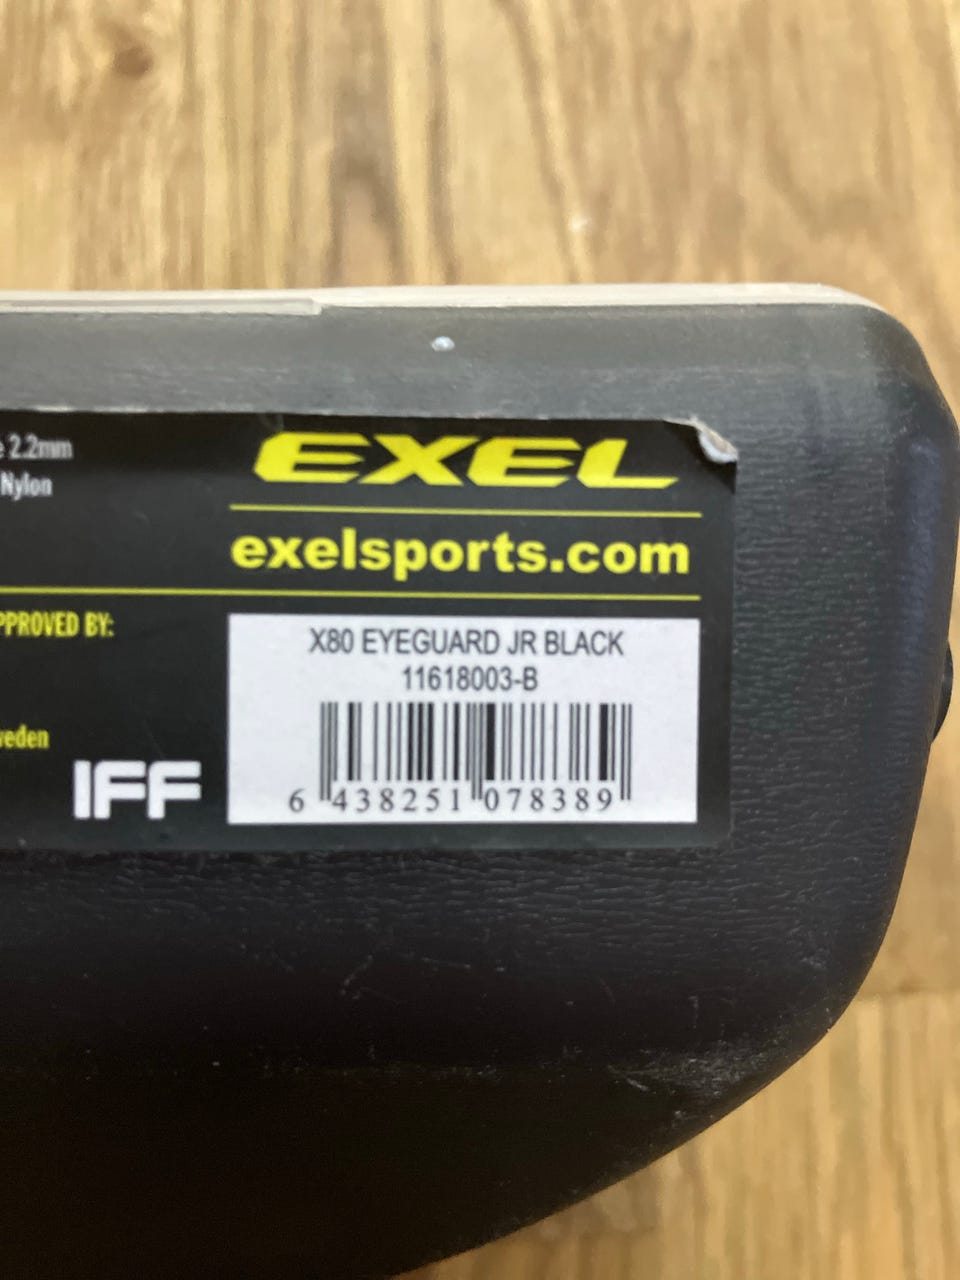 e 2.2mm
Nylon
EXEL
exelsports.com
PPROVED BY:
weden
IFF
X80 EYEGUARD JR BLACK
11618003-B
6 438251 078389